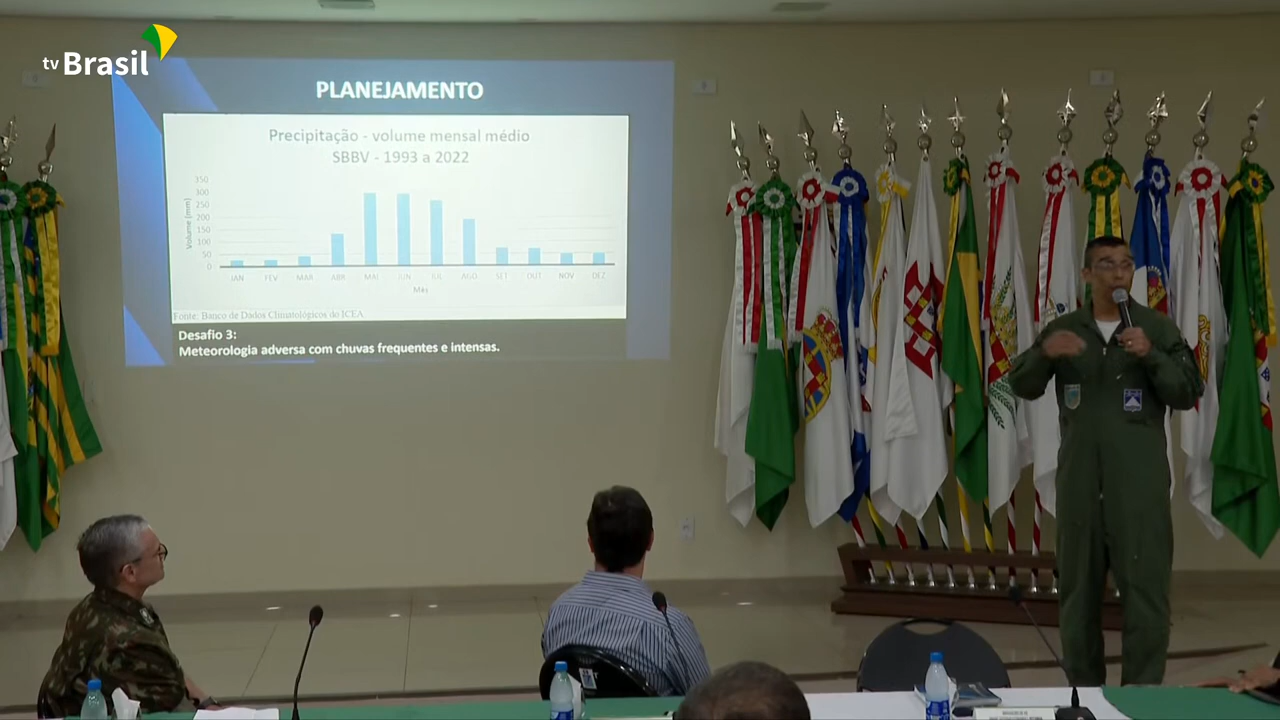 tv Brasil
PLANEJAMENTO
Precipitação - volume mensal médio
SBBV - 1993 a 2022
350
300
250
200
150
100
50
0
Volume (mm)
JAN FEV MAR ABR MAI JUN JUL AGO SET OUT NOV DEZ
Mês
Fonte: Banco de Dados Climatológicos do ICEA
Desafio 3:
Meteorologia adversa com chuvas frequentes e intensas.